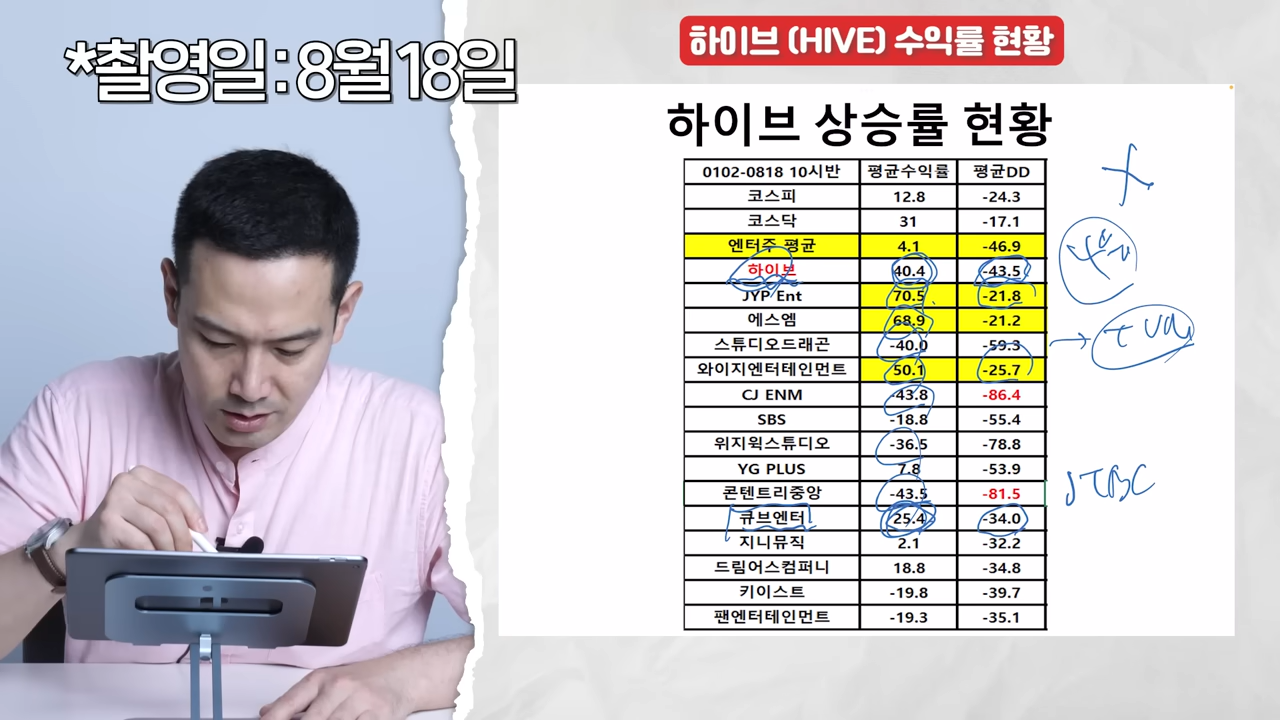 *촬영일 : 8월 18일
하이브 (HIVE) 수익률 현황
하이브 상승률 현황
0102-0818 10시반 평균수익률 평균DD
코스피 12.8 -24.3
코스닥 31 -17.1
엔터주 평균 4.1 -46.9
하이브 40.4 -43.5
JYP Ent 70.5 -21.8
에스엠 68.9 -21.2
스튜디오드래곤 -40.0 -59.3
와이지엔터테인먼트 50.1 -25.7
CJ ENM -43.8 -86.4
SBS -18.8 -55.4
위지윅스튜디오 -36.5 -78.8
YG PLUS 7.8 -53.9
콘텐트리중앙 -43.5 -81.5
JTBC
큐브엔터 25.4 -34.0
지니뮤직 2.1 -32.2
드림어스컴퍼니 18.8 -34.8
키이스트 -19.8 -39.7
팬엔터테인먼트 -19.3 -35.1